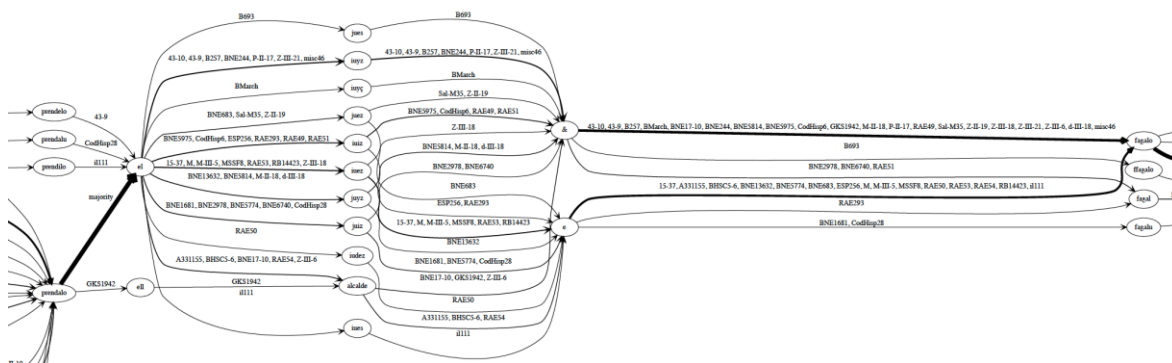 B693
juez
B693
43-10, 43-9, B257, BNE244, P-II-17, Z-III-21, misc46
iuyz
43-10, 43-9, B257, BNE244, P-II-17, Z-III-21, misc46
BMarch
iuyç
BMarch
prendelo
43-9
BNE683, Sal-M35, Z-II-19
juez
Sal-M35, Z-II-19
prendalu
CodHisp28
BNE5975, CodHisp6, ESP256, RAE293, RAE49, RAE51
iuiz
BNE5975, CodHisp6, RAE49, RAE51
Z-III-18
&
43-10, 43-9, B257, BMarch, BNE17-10, BNE244, BNE5814, BNE5975, CodHisp6, GKS1942, M-II-18, P-II-17, RAE49, Sal-M35, Z-II-19, Z-III-18, Z-III-21, Z-III-6, d-III-18, misc46
fagalo
B693
BNE5814, M-II-18, d-III-18
prendilo
il111
el
15-37, M, M-III-5, MSSF8, RAE53, RB14423, Z-III-18
iuez
BNE2978, BNE6740
BNE2978, BNE6740, RAE51
ffagalo
BNE13632, BNE5814, M-II-18, d-III-18
BNE683
15-37, A331155, BHSC5-6, BNE13632, BNE5774, BNE683, ESP256, M, M-III-5, MSSF8, RAE50, RAE53, RAE54, RB14423, il111
majority
juyz
ESP256, RAE293
RAE293
fagal
BNE1681, BNE2978, BNE5774, BNE6740, CodHisp28
juiz
15-37, M, M-III-5, MSSF8, RAE53, RB14423
e
BNE1681, CodHisp28
fagalu
RAE50
BNE13632
iudez
A331155, BHSC5-6, BNE17-10, RAE54, Z-III-6
BNE1681, BNE5774, CodHisp28
BNE17-10, GKS1942, Z-III-6
prendalo
GKS1942
ell
GKS1942
alcalde
il111
RAE50
A331155, BHSC5-6, RAE54
iues
il111